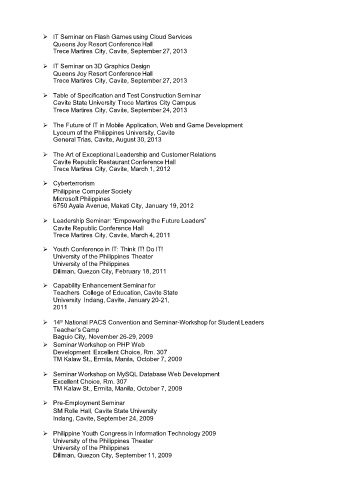 ➢ IT Seminar on Flash Games using Cloud Services
Queens Joy Resort Conference Hall
Trece Martires City, Cavite, September 27, 2013
➢ IT Seminar on 3D Graphics Design
Queens Joy Resort Conference Hall
Trece Martires City, Cavite, September 27, 2013
➢ Table of Specification and Test Construction Seminar
Cavite State University Trece Martires City Campus
Trece Martires City, Cavite, September 24, 2013
➢ The Future of IT in Mobile Application, Web and Game Development
Lyceum of the Philippines University, Cavite
General Trias, Cavite, August 30, 2013
➢ The Art of Exceptional Leadership and Customer Relations
Cavite Republic Restaurant Conference Hall
Trece Martires City, Cavite, March 1, 2012
➢ Cyberterrorism
Philippine Computer Society
Microsoft Philippines
6750 Ayala Avenue, Makati City, January 19, 2012
➢ Leadership Seminar: “Empowering the Future Leaders”
Cavite Republic Conference Hall
Trece Martires City, Cavite, March 4, 2011
➢ Youth Conference in IT: Think IT! Do IT!
University of the Philippines Theater
University of the Philippines
Diliman, Quezon City, February 18, 2011
➢ Capability Enhancement Seminar for
Teachers College of Education, Cavite State
University Indang, Cavite, January 20-21,
2011
➢ 14th National PACS Convention and Seminar-Workshop for Student Leaders
Teacher’s Camp
Baguio City, November 26-29, 2009
➢ Seminar Workshop on PHP Web
Development Excellent Choice, Rm. 307
TM Kalaw St., Ermita, Manila, October 7, 2009
➢ Seminar Workshop on MySQL Database Web Development
Excellent Choice, Rm. 307
TM Kalaw St., Ermita, Manila, October 7, 2009
➢ Pre-Employment Seminar
SM Rolle Hall, Cavite State University
Indang, Cavite, September 24, 2009
➢ Philippine Youth Congress in Information Technology 2009
University of the Philippines Theater
University of the Philippines
Diliman, Quezon City, September 11, 2009